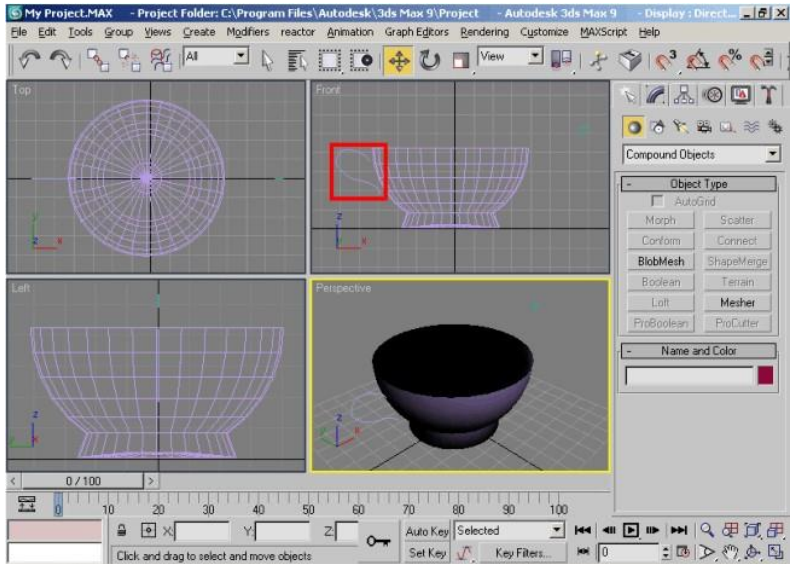 My Project.MAX - Project Folder: C:\Program Files\Autodesk\3ds Max 9\Project - Autodesk 3ds Max 9 - Display : Direct...
File Edit Tools Group Views Create Modifiers reactor Animation Graph Editors Rendering Customize MAXScript Help
All View
Top Front
Compound Objects
- Object Type
AutoGrid
Morph Scatter
Conform Connect
BlobMesh ShapeMerge
Boolean Terrain
Loft Mesher
ProBoolean ProCutter
- Name and Color
y
z x
z
x
Left Perspective
z
y x
z
y x
< 0 / 100 >
0 10 20 30 40 50 60 70 80 90 100
X: Y: Z: Auto Key Selected
Click and drag to select and move objects Set Key Key Filters... 0